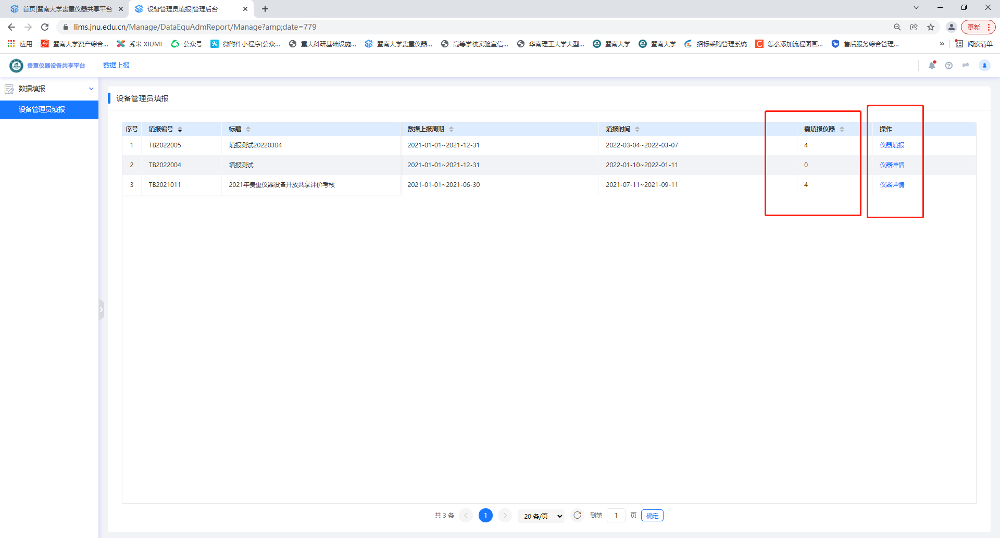 首页|暨南大学贵重仪器共享平台
设备管理员填报|管理后台
lims.jnu.edu.cn/Manage/DataEquAdmReport/Manage?amp;date=779
更新
应用 暨南大学资产综合... 秀米 XIUMI 公众号 微附件小程序(公众... 重大科研基础设施... 暨南大学贵重仪器... 高等学校实验室信... 华南理工大学大型... 暨南大学 暨南大学 招标采购管理系统 怎么添加流程图画... 售后服务综合管理... » 阅读清单
贵重仪器设备共享平台 数据上报
数据填报
设备管理员填报
设备管理员填报
序号 填报编号 标题 数据上报周期 填报时间 需填报仪器 操作
1 TB2022005 填报测试20220304 2021-01-01~2021-12-31 2022-03-04~2022-03-07 4 仪器填报
2 TB2022004 填报测试 2021-01-01~2021-12-31 2022-01-10~2022-01-11 0 仪器详情
3 TB2021011 2021年贵重仪器设备开放共享评价考核 2021-01-01~2021-06-30 2021-07-11~2021-09-11 4 仪器详情
共 3 条 1 20 条/页 到第 1 页 确定